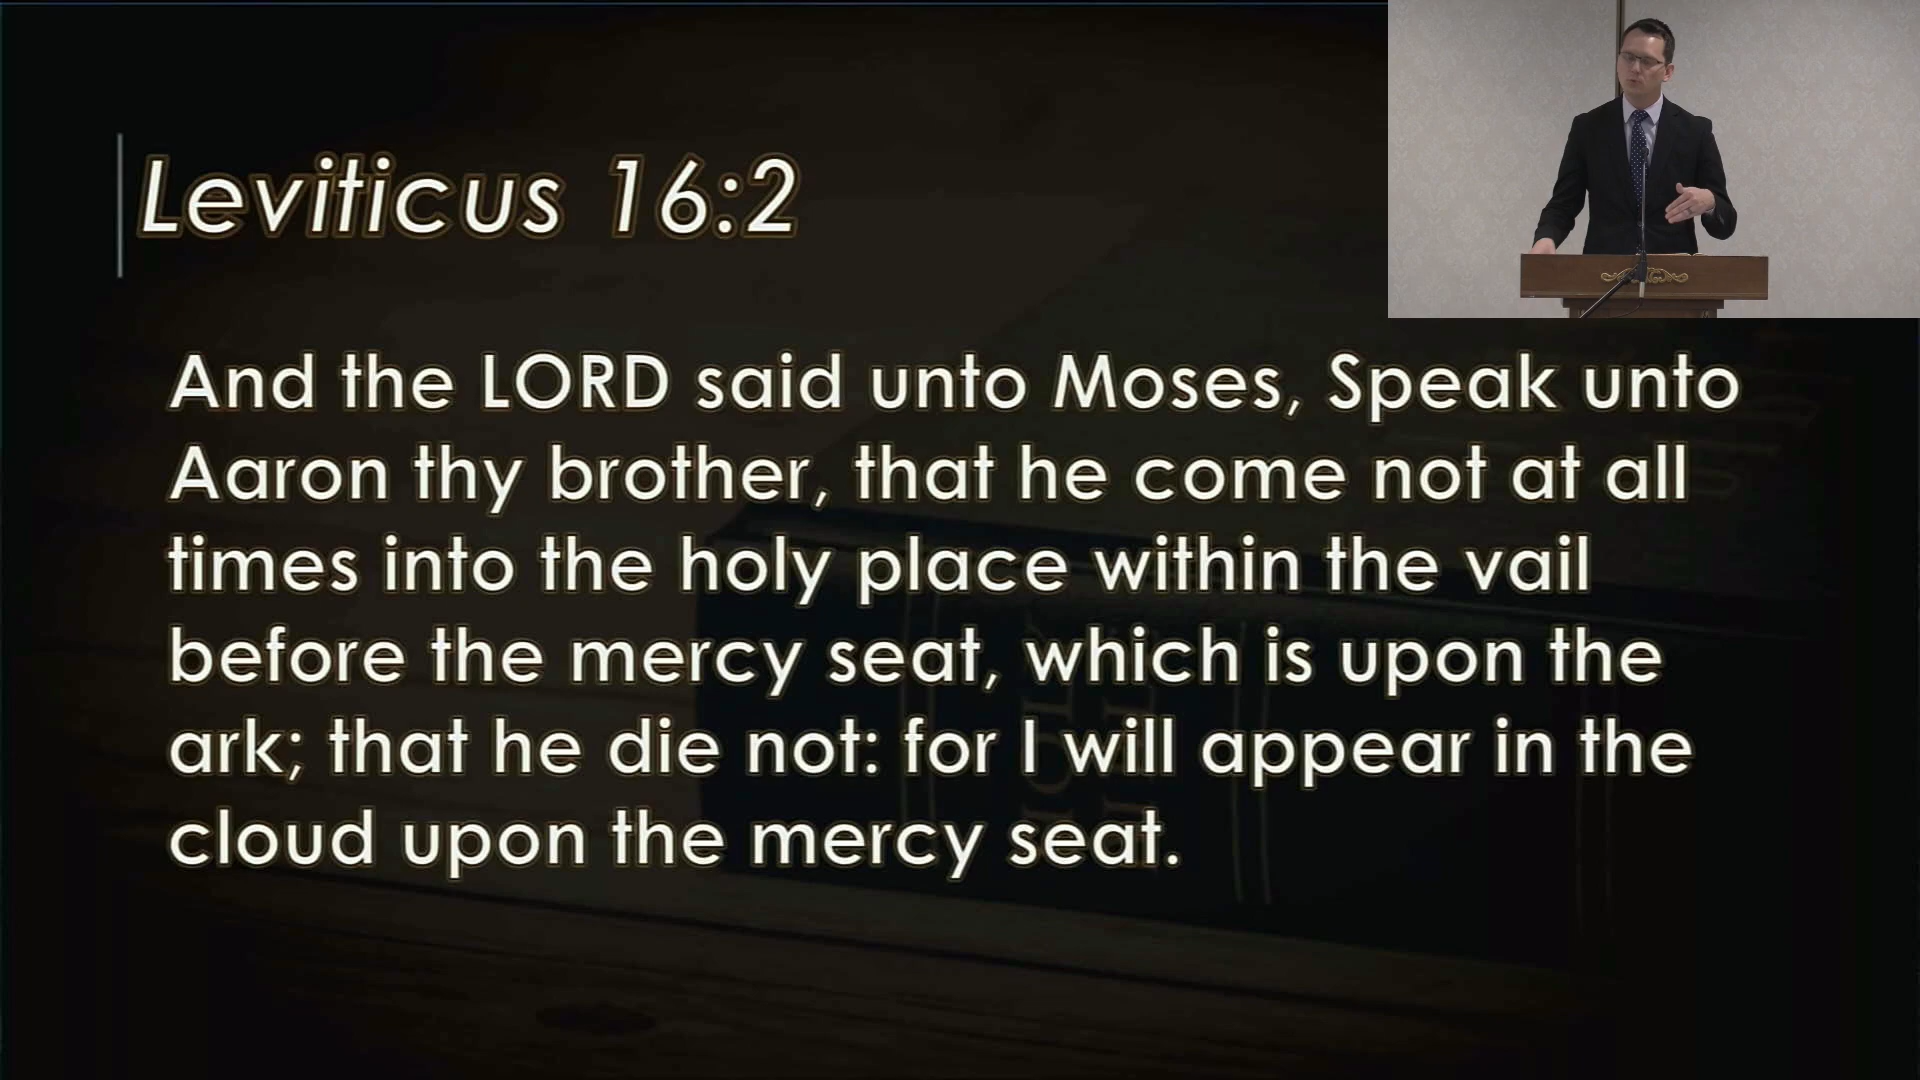 Leviticus 16:2
And the LORD said unto Moses, Speak unto
Aaron thy brother, that he come not at all
times into the holy place within the vail
before the mercy seat, which is upon the
ark; that he die not: for I will appear in the
cloud upon the mercy seat.